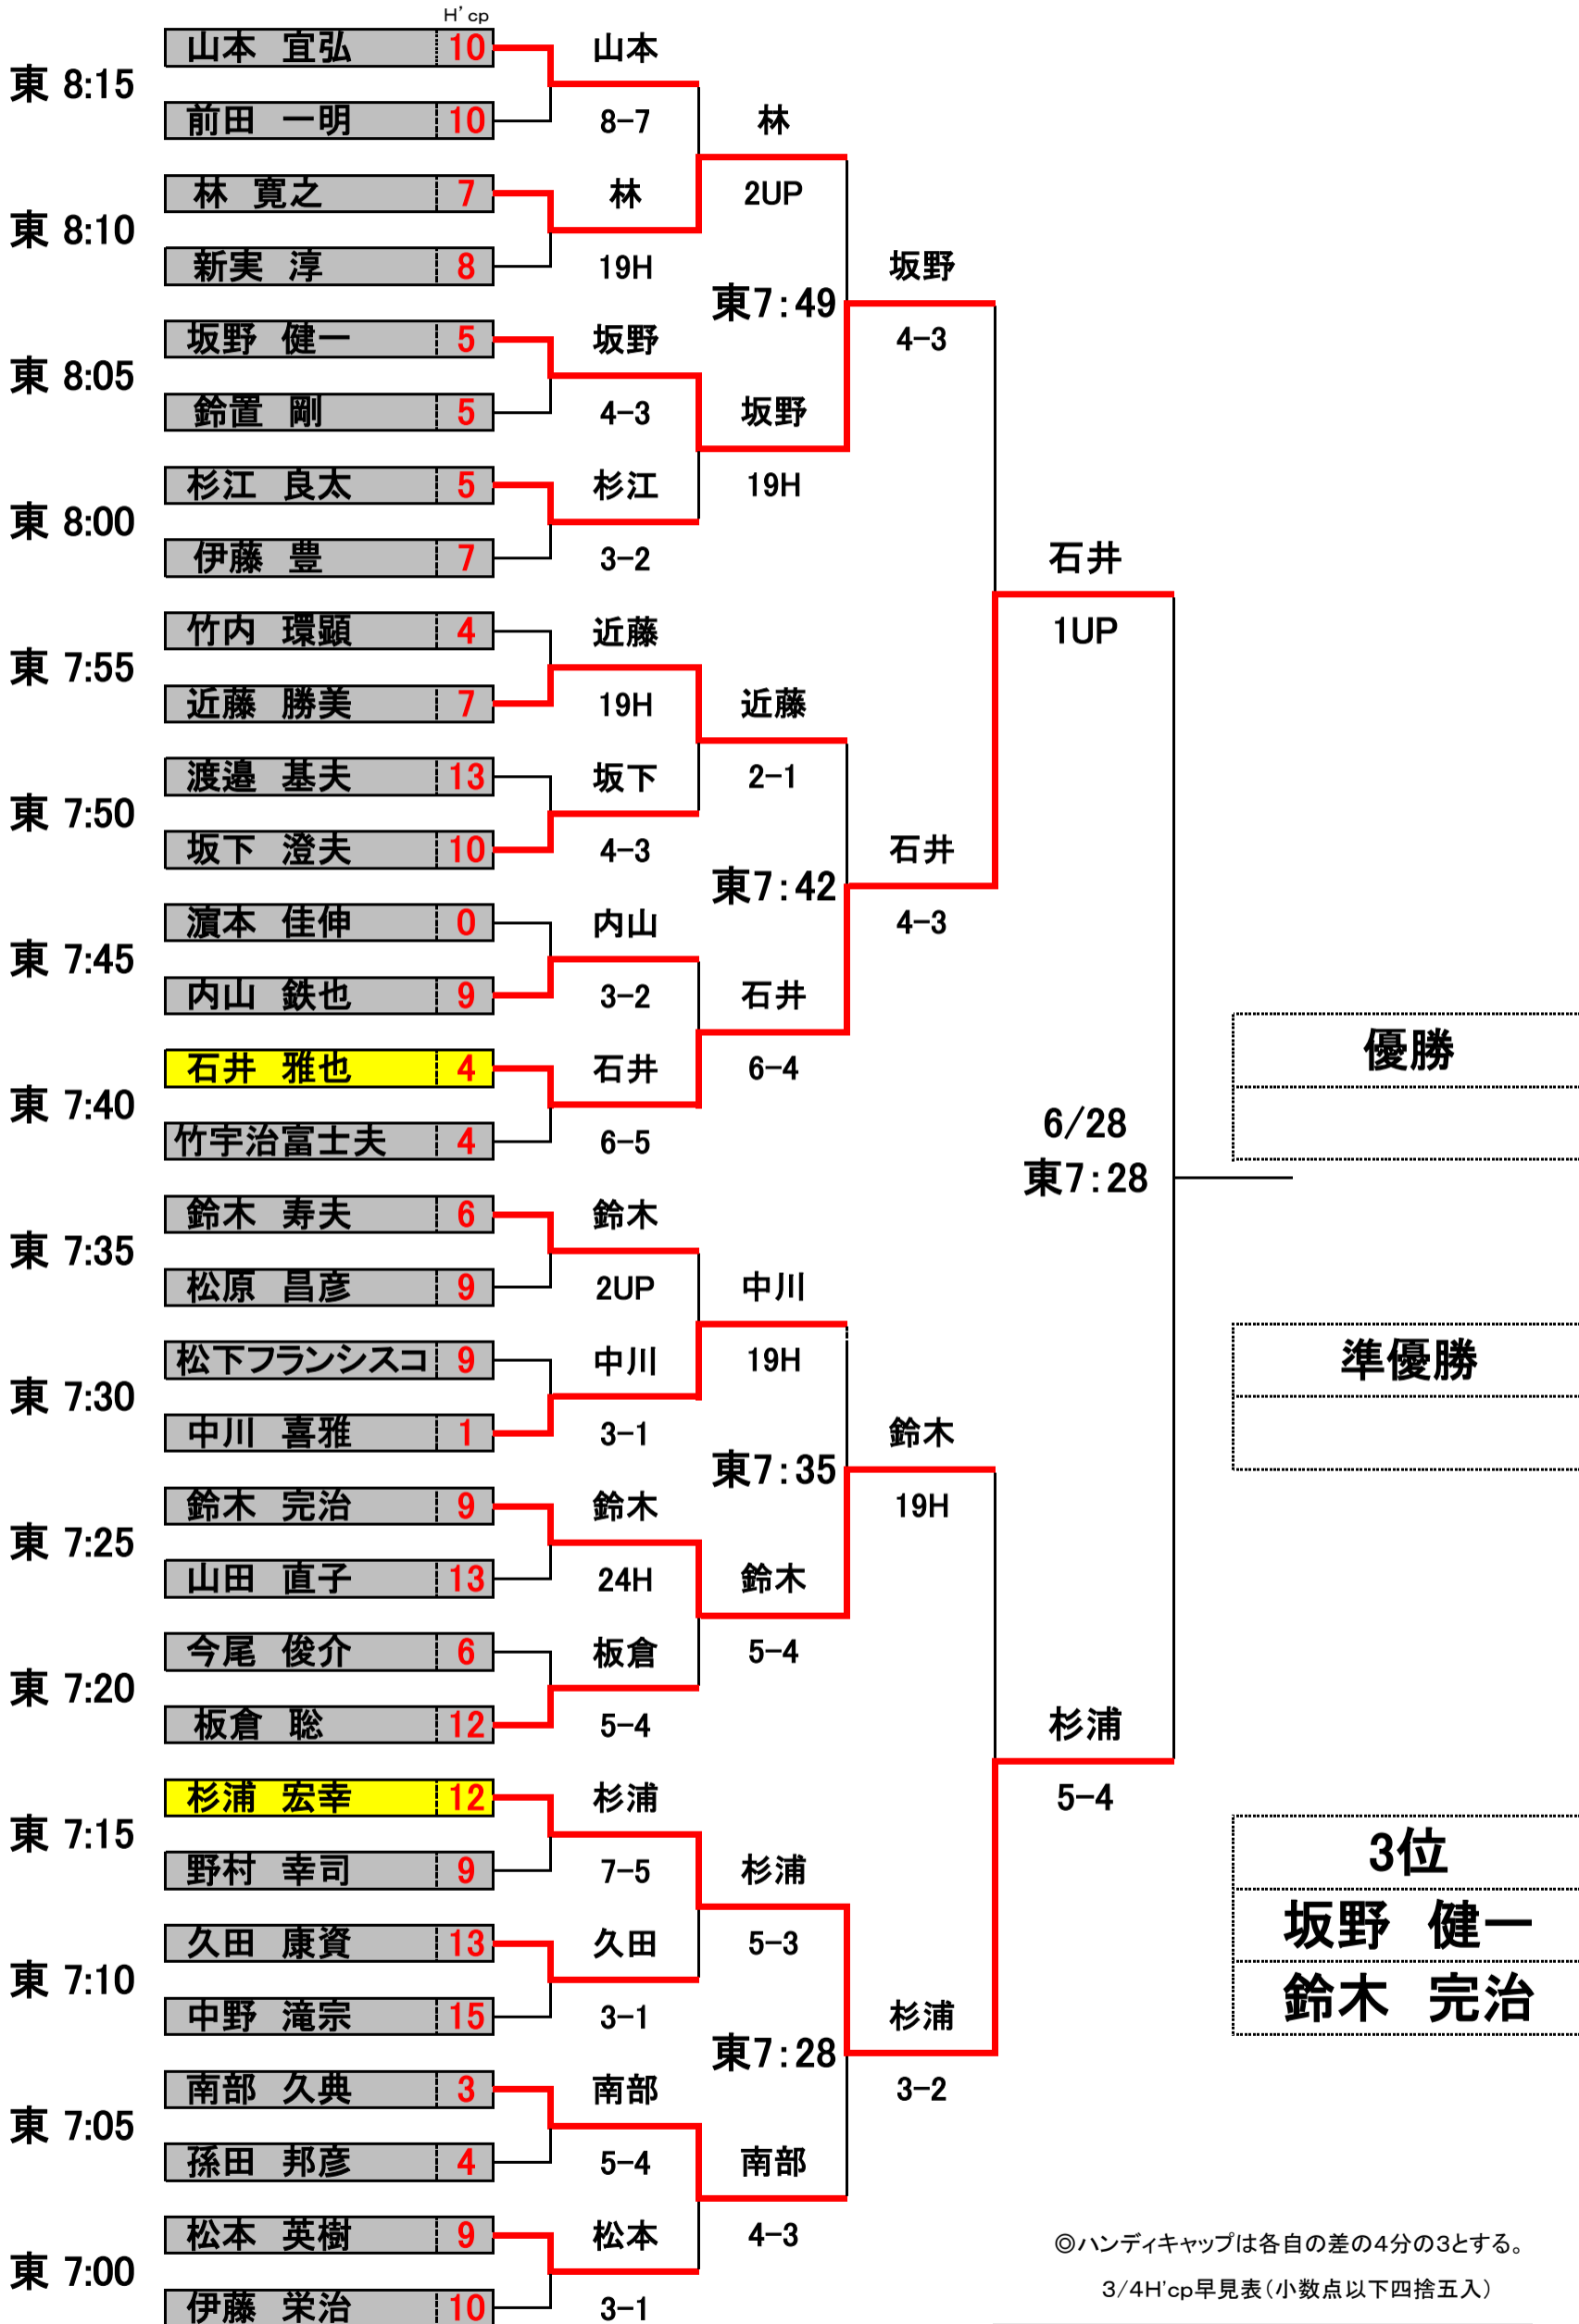 H'cp
山本 宜弘 10 山本
東 8:15
前田 一明 10 8-7 林
林 寛之 7 林 2UP
東 8:10
新実 淳 8 19H 坂野
東7:49
坂野 健一 5 坂野 4-3
東 8:05
鈴置 剛 5 4-3 坂野
杉江 良太 5 杉江 19H
東 8:00
伊藤 豊 7 3-2 石井
竹内 環顕 4 近藤 1UP
東 7:55
近藤 勝美 7 19H 近藤
渡邉 基夫 13 坂下 2-1
東 7:50
坂下 澄夫 10 4-3 石井
東7:42
濵本 佳伸 0 内山 4-3
東 7:45
内山 鉄也 9 3-2 石井
優勝
石井 雅也 4 石井 6-4
東 7:40
6/28
竹宇治富士夫 4 6-5
東7:28
鈴木 寿夫 6 鈴木
東 7:35
松原 昌彦 9 2UP 中川
松下フランシスコ 9 中川 19H 準優勝
東 7:30
中川 喜雅 1 3-1 鈴木
東7:35
鈴木 完治 9 鈴木 19H
東 7:25
山田 直子 13 24H 鈴木
今尾 俊介 6 板倉 5-4
東 7:20
板倉 聡 12 5-4 杉浦
杉浦 宏幸 12 杉浦 5-4
東 7:15
3位
野村 幸司 9 7-5 杉浦
坂野 健一
久田 康資 13 久田 5-3
東 7:10
鈴木 完治
中野 滝宗 15 3-1 杉浦
東7:28
南部 久典 3 南部 3-2
東 7:05
孫田 邦彦 4 5-4 南部
松本 英樹 9 松本 4-3
◎ハンディキャップは各自の差の4分の3とする。
東 7:00
3/4H'cp早見表(小数点以下四捨五入)
伊藤 栄治 10 3-1